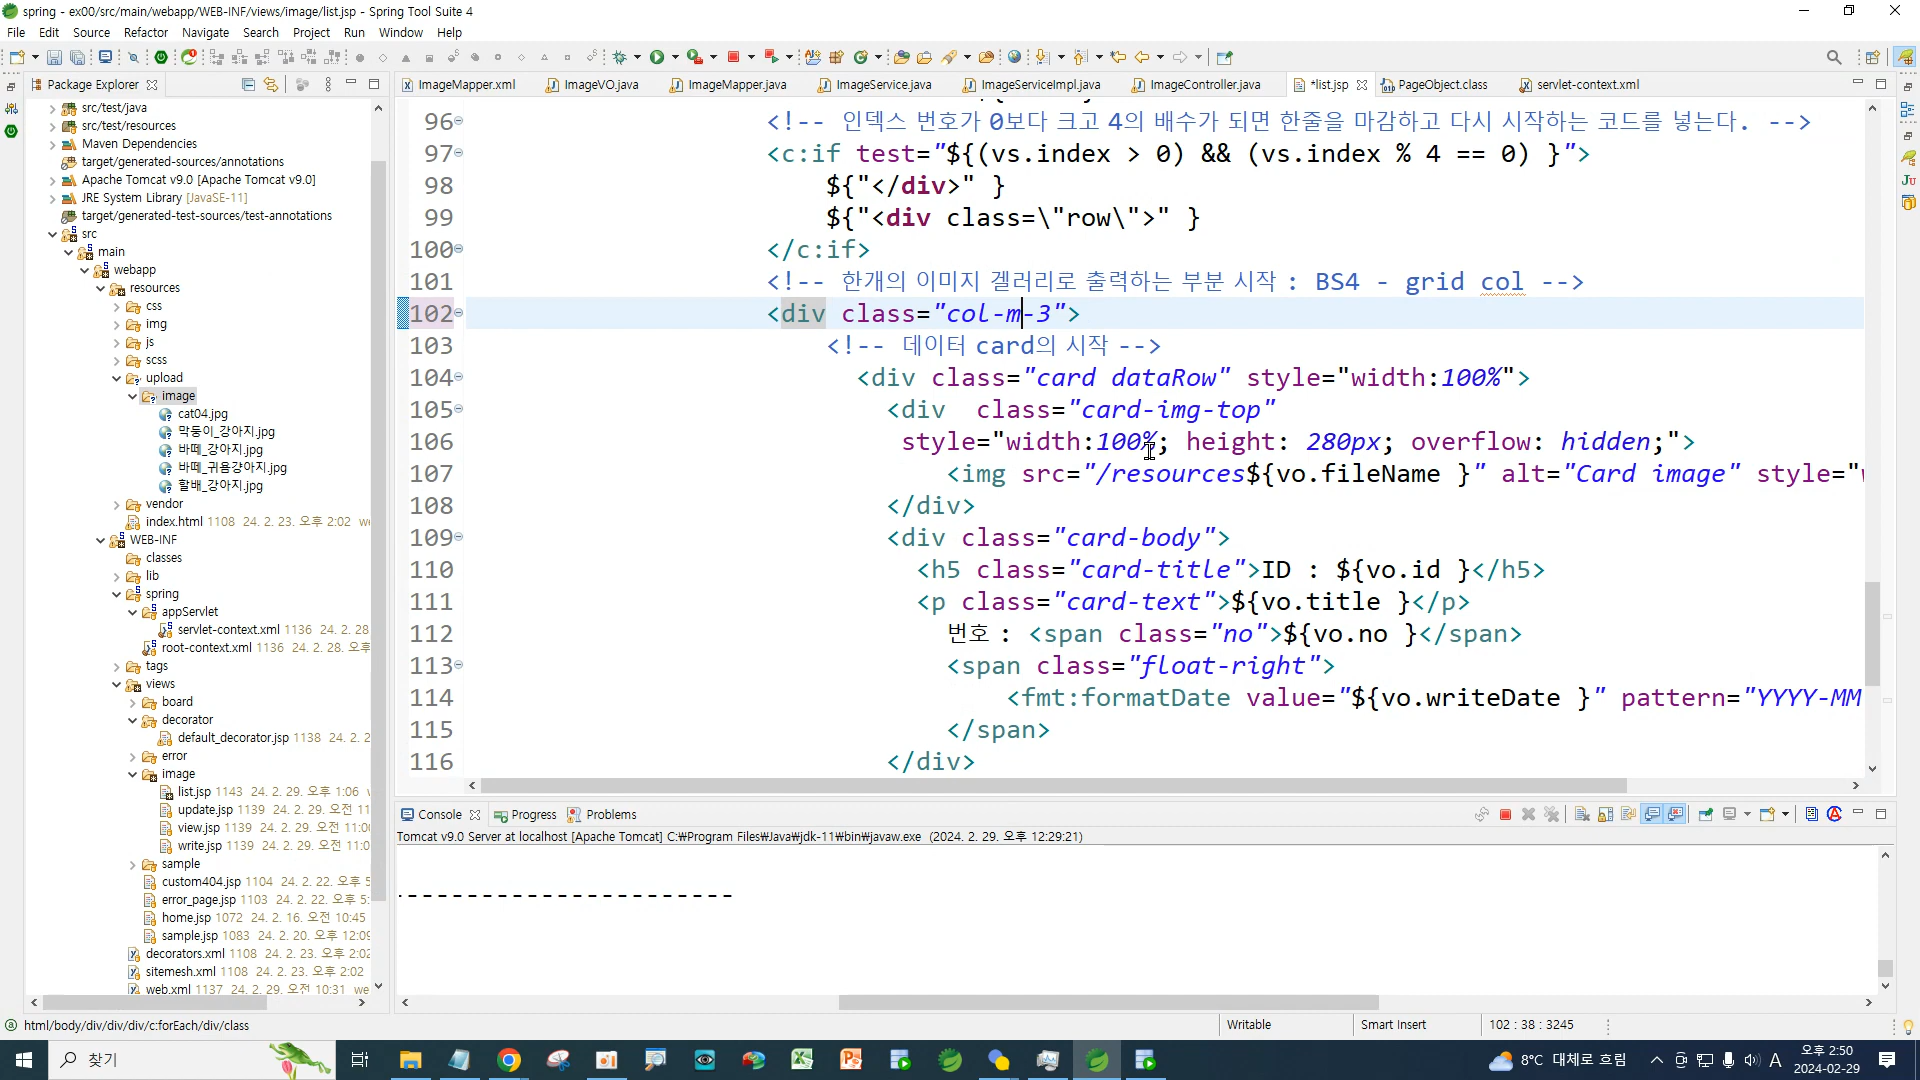 spring - ex00/src/main/webapp/WEB-INF/views/image/list.jsp - Spring Tool Suite 4
File Edit Source Refactor Navigate Search Project Run Window Help
Package Explorer
ImageMapper.xml ImageVO.java ImageMapper.java ImageService.java ImageServiceImpl.java ImageController.java *list.jsp PageObject.class servlet-context.xml
src/test/java
src/test/resources
Maven Dependencies
target/generated-sources/annotations
Apache Tomcat v9.0 [Apache Tomcat v9.0]
JRE System Library [JavaSE-11]
target/generated-test-sources/test-annotations
src
main
webapp
resources
css
img
js
scss
upload
image
cat04.jpg
막둥이_강아지.jpg
바떼_강아지.jpg
바떼_귀욤걍아지.jpg
할배_강아지.jpg
vendor
index.html 1108 24. 2. 23. 오후 2:02 we
WEB-INF
classes
lib
spring
appServlet
servlet-context.xml 1136 24. 2. 28
root-context.xml 1136 24. 2. 28. 오후
tags
views
board
decorator
default_decorator.jsp 1138 24. 2. 2
error
image
list.jsp 1143 24. 2. 29. 오후 1:06
update.jsp 1139 24. 2. 29. 오전 11
view.jsp 1139 24. 2. 29. 오전 11:0
write.jsp 1139 24. 2. 29. 오전 11:0
sample
custom404.jsp 1104 24. 2. 22. 오후 5
error_page.jsp 1103 24. 2. 22. 오후 5:
home.jsp 1072 24. 2. 16. 오전 10:45
sample.jsp 1083 24. 2. 20. 오후 12:09
decorators.xml 1108 24. 2. 23. 오후 2:02
sitemesh.xml 1108 24. 2. 23. 오후 2:02
web.xml 1137 24. 2. 29. 오전 10:31 we
96 <!-- 인덱스 번호가 0보다 크고 4의 배수가 되면 한줄을 마감하고 다시 시작하는 코드를 넣는다. -->
97 <c:if test="${(vs.index > 0) && (vs.index % 4 == 0) }">
98 ${"</div>" }
99 ${"<div class=\"row\">" }
100 </c:if>
101 <!-- 한개의 이미지 겔러리로 출력하는 부분 시작 : BS4 - grid col -->
102 <div class="col-m-3">
103 <!-- 데이터 card의 시작 -->
104 <div class="card dataRow" style="width:100%">
105 <div class="card-img-top"
106 style="width:100%; height: 280px; overflow: hidden;">
107 <img src="/resources${vo.fileName }" alt="Card image" style="w
108 </div>
109 <div class="card-body">
110 <h5 class="card-title">ID : ${vo.id }</h5>
111 <p class="card-text">${vo.title }</p>
112 번호 : <span class="no">${vo.no }</span>
113 <span class="float-right">
114 <fmt:formatDate value="${vo.writeDate }" pattern="YYYY-MM
115 </span>
116 </div>
Console Progress Problems
Tomcat v9.0 Server at localhost [Apache Tomcat] C:₩Program Files₩Java₩jdk-11₩bin₩javaw.exe (2024. 2. 29. 오후 12:29:21)
-----------------------
html/body/div/div/div/c:forEach/div/class Writable Smart Insert 102 : 38 : 3245
찾기 8°C 대체로 흐림 A 오후 2:50
2024-02-29